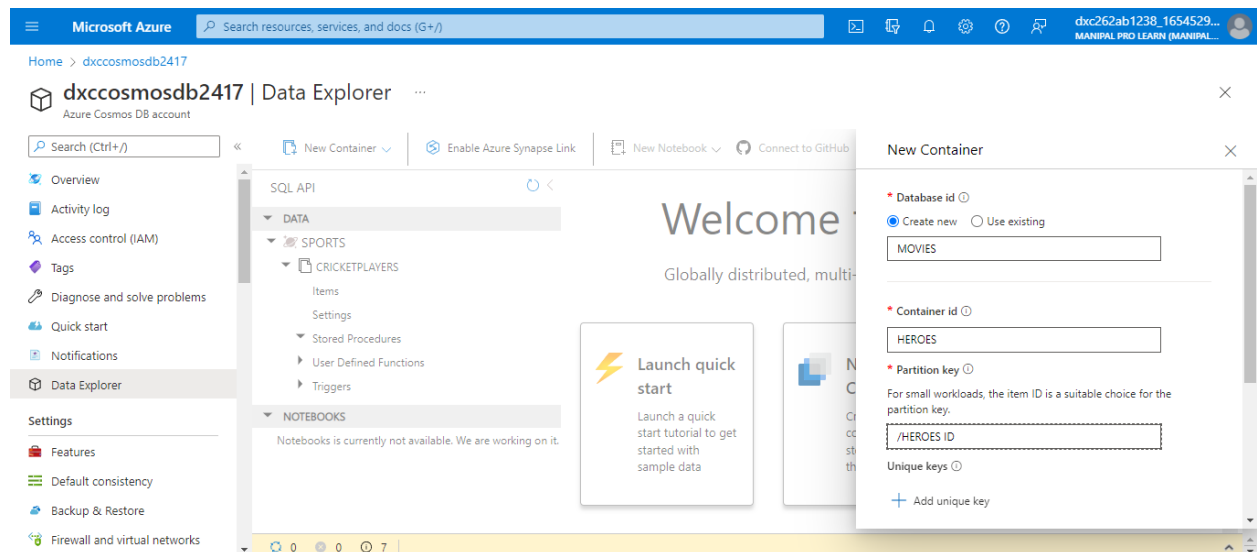 Microsoft Azure
Search resources, services, and docs (G+/)
dxc262ab1238_1654529...
MANIPAL PRO LEARN (MANIPAL...
Home > dxccosmosdb2417
dxccosmosdb2417 | Data Explorer ...
Azure Cosmos DB account
Search (Ctrl+/)
Overview
Activity log
Access control (IAM)
Tags
Diagnose and solve problems
Quick start
Notifications
Data Explorer
Settings
Features
Default consistency
Backup & Restore
Firewall and virtual networks
New Container
Enable Azure Synapse Link
New Notebook
Connect to GitHub
SQL API
DATA
SPORTS
CRICKETPLAYERS
Items
Settings
Stored Procedures
User Defined Functions
Triggers
NOTEBOOKS
Notebooks is currently not available. We are working on it.
Welcome
Globally distributed, multi-
Launch quick
start
Launch a quick
start tutorial to get
started with
sample data
0 0 7
New Container
* Database id
Create new Use existing
MOVIES
* Container id
HEROES
* Partition key
For small workloads, the item ID is a suitable choice for the
partition key.
/HEROES ID
Unique keys
+ Add unique key